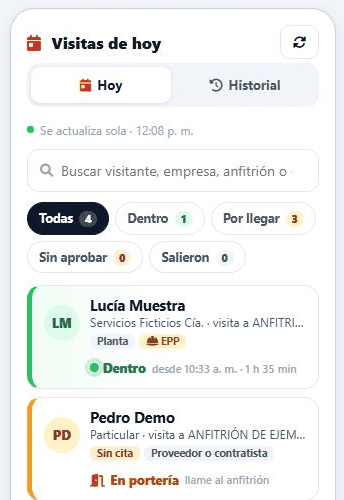 Visitas de hoy
Hoy
Historial
Se actualiza sola · 12:08 p. m.
Buscar visitante, empresa, anfitrión o
Todas 4
Dentro 1
Por llegar 3
Sin aprobar 0
Salieron 0
LM
Lucía Muestra
Servicios Ficticios Cía. · visita a ANFITRI...
Planta
EPP
Dentro desde 10:33 a. m. · 1 h 35 min
PD
Pedro Demo
Particular · visita a ANFITRIÓN DE EJEM...
Sin cita
Proveedor o contratista
En portería llame al anfitrión